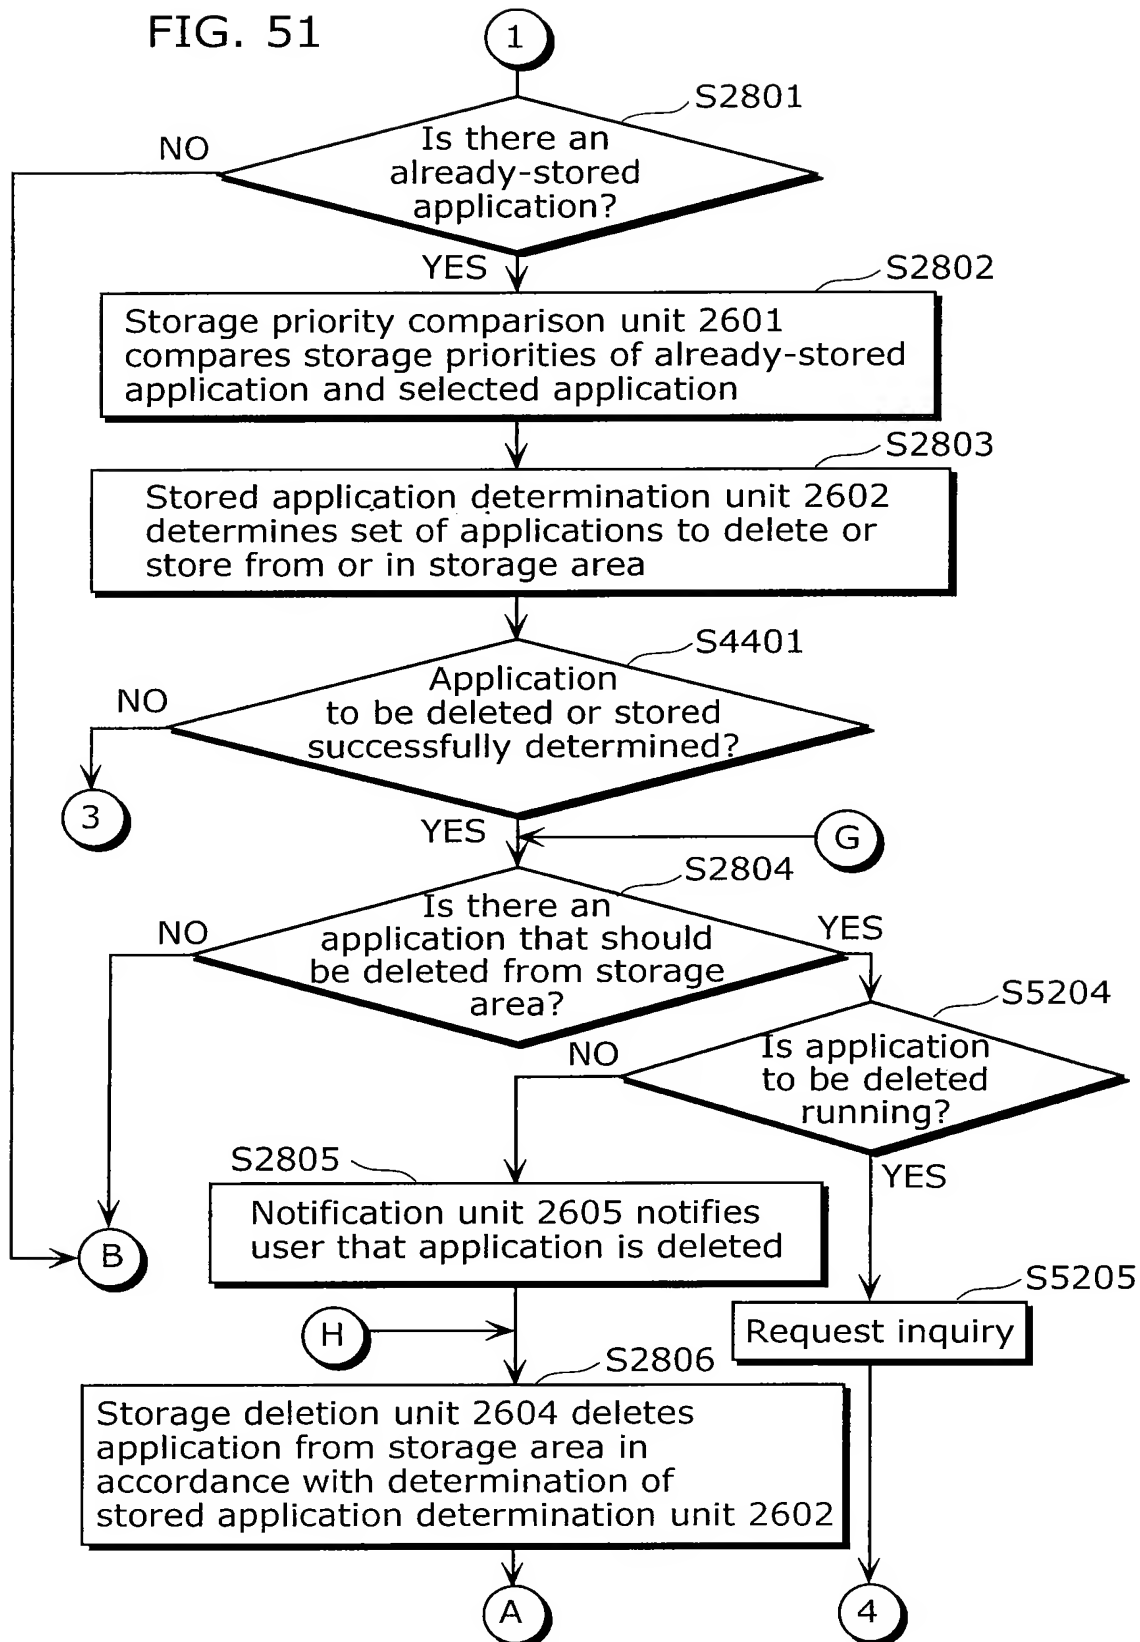 FIG. 51
1
S2801
Is there an
already-stored
application?
NO
YES
S2802
Storage priority comparison unit 2601
compares storage priorities of already-stored
application and selected application
S2803
Stored application determination unit 2602
determines set of applications to delete or
store from or in storage area
S4401
Application
to be deleted or stored
successfully determined?
NO
3
YES
G
S2804
Is there an
application that should
be deleted from storage
area?
NO
YES
S5204
Is application
to be deleted
running?
NO
YES
S2805
Notification unit 2605 notifies
user that application is deleted
B
S5205
Request inquiry
H
S2806
Storage deletion unit 2604 deletes
application from storage area in
accordance with determination of
stored application determination unit 2602
A
4